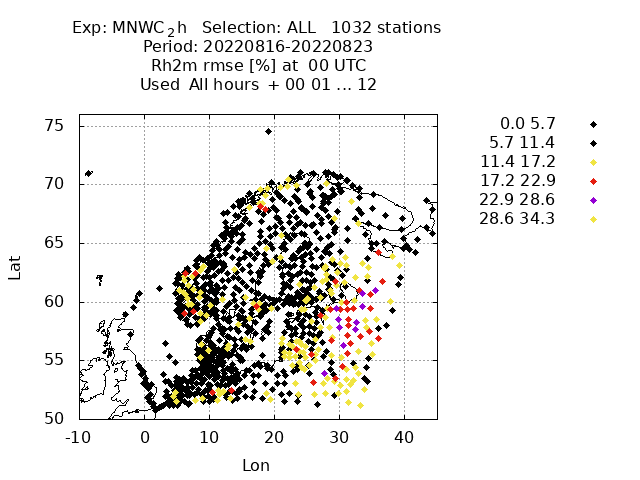 Exp: MNWC_2h   Selection: ALL   1032 stations
Period: 20220816-20220823
Rh2m rmse [%] at  00 UTC
Used  All hours  + 00 01 ... 12
75
70
65
60
55
50
-10 0 10 20 30 40
Lat
Lon
0.0 5.7
5.7 11.4
11.4 17.2
17.2 22.9
22.9 28.6
28.6 34.3